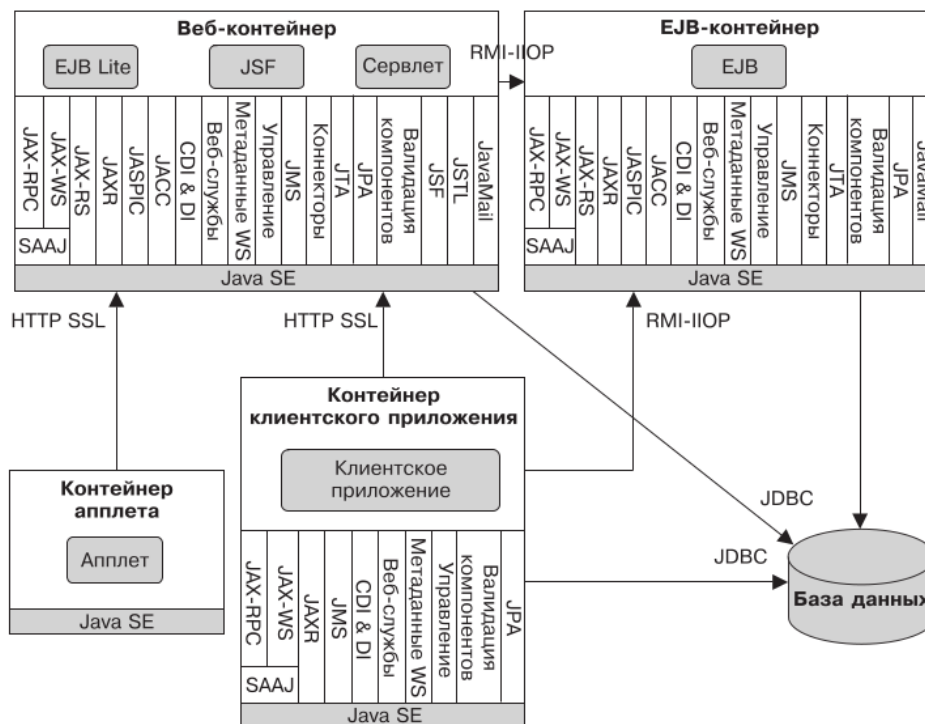 Веб-контейнер
EJB Lite
JSF
Сервлет
JAX-RPC
JAX-WS
SAAJ
JAX-RS
JAXR
JASPIC
JACC
CDI & DI
Веб-службы
Метаданные WS
Управление
JMS
Коннекторы
JTA
JPA
Валидация
компонентов
JSF
JSTL
JavaMail
Java SE
RMI-IIOP
EJB-контейнер
EJB
JAX-RPC
JAX-WS
SAAJ
JAX-RS
JAXR
JASPIC
JACC
CDI & DI
Веб-службы
Метаданные WS
Управление
JMS
Коннекторы
JTA
Валидация
компонентов
JPA
JavaMail
Java SE
HTTP SSL
HTTP SSL
RMI-IIOP
Контейнер
апплета
Апплет
Java SE
Контейнер
клиентского приложения
Клиентское
приложение
JAX-RPC
JAX-WS
SAAJ
JAXR
JMS
CDI & DI
Веб-службы
Метаданные WS
Управление
Валидация
компонентов
JPA
Java SE
JDBC
JDBC
База данных